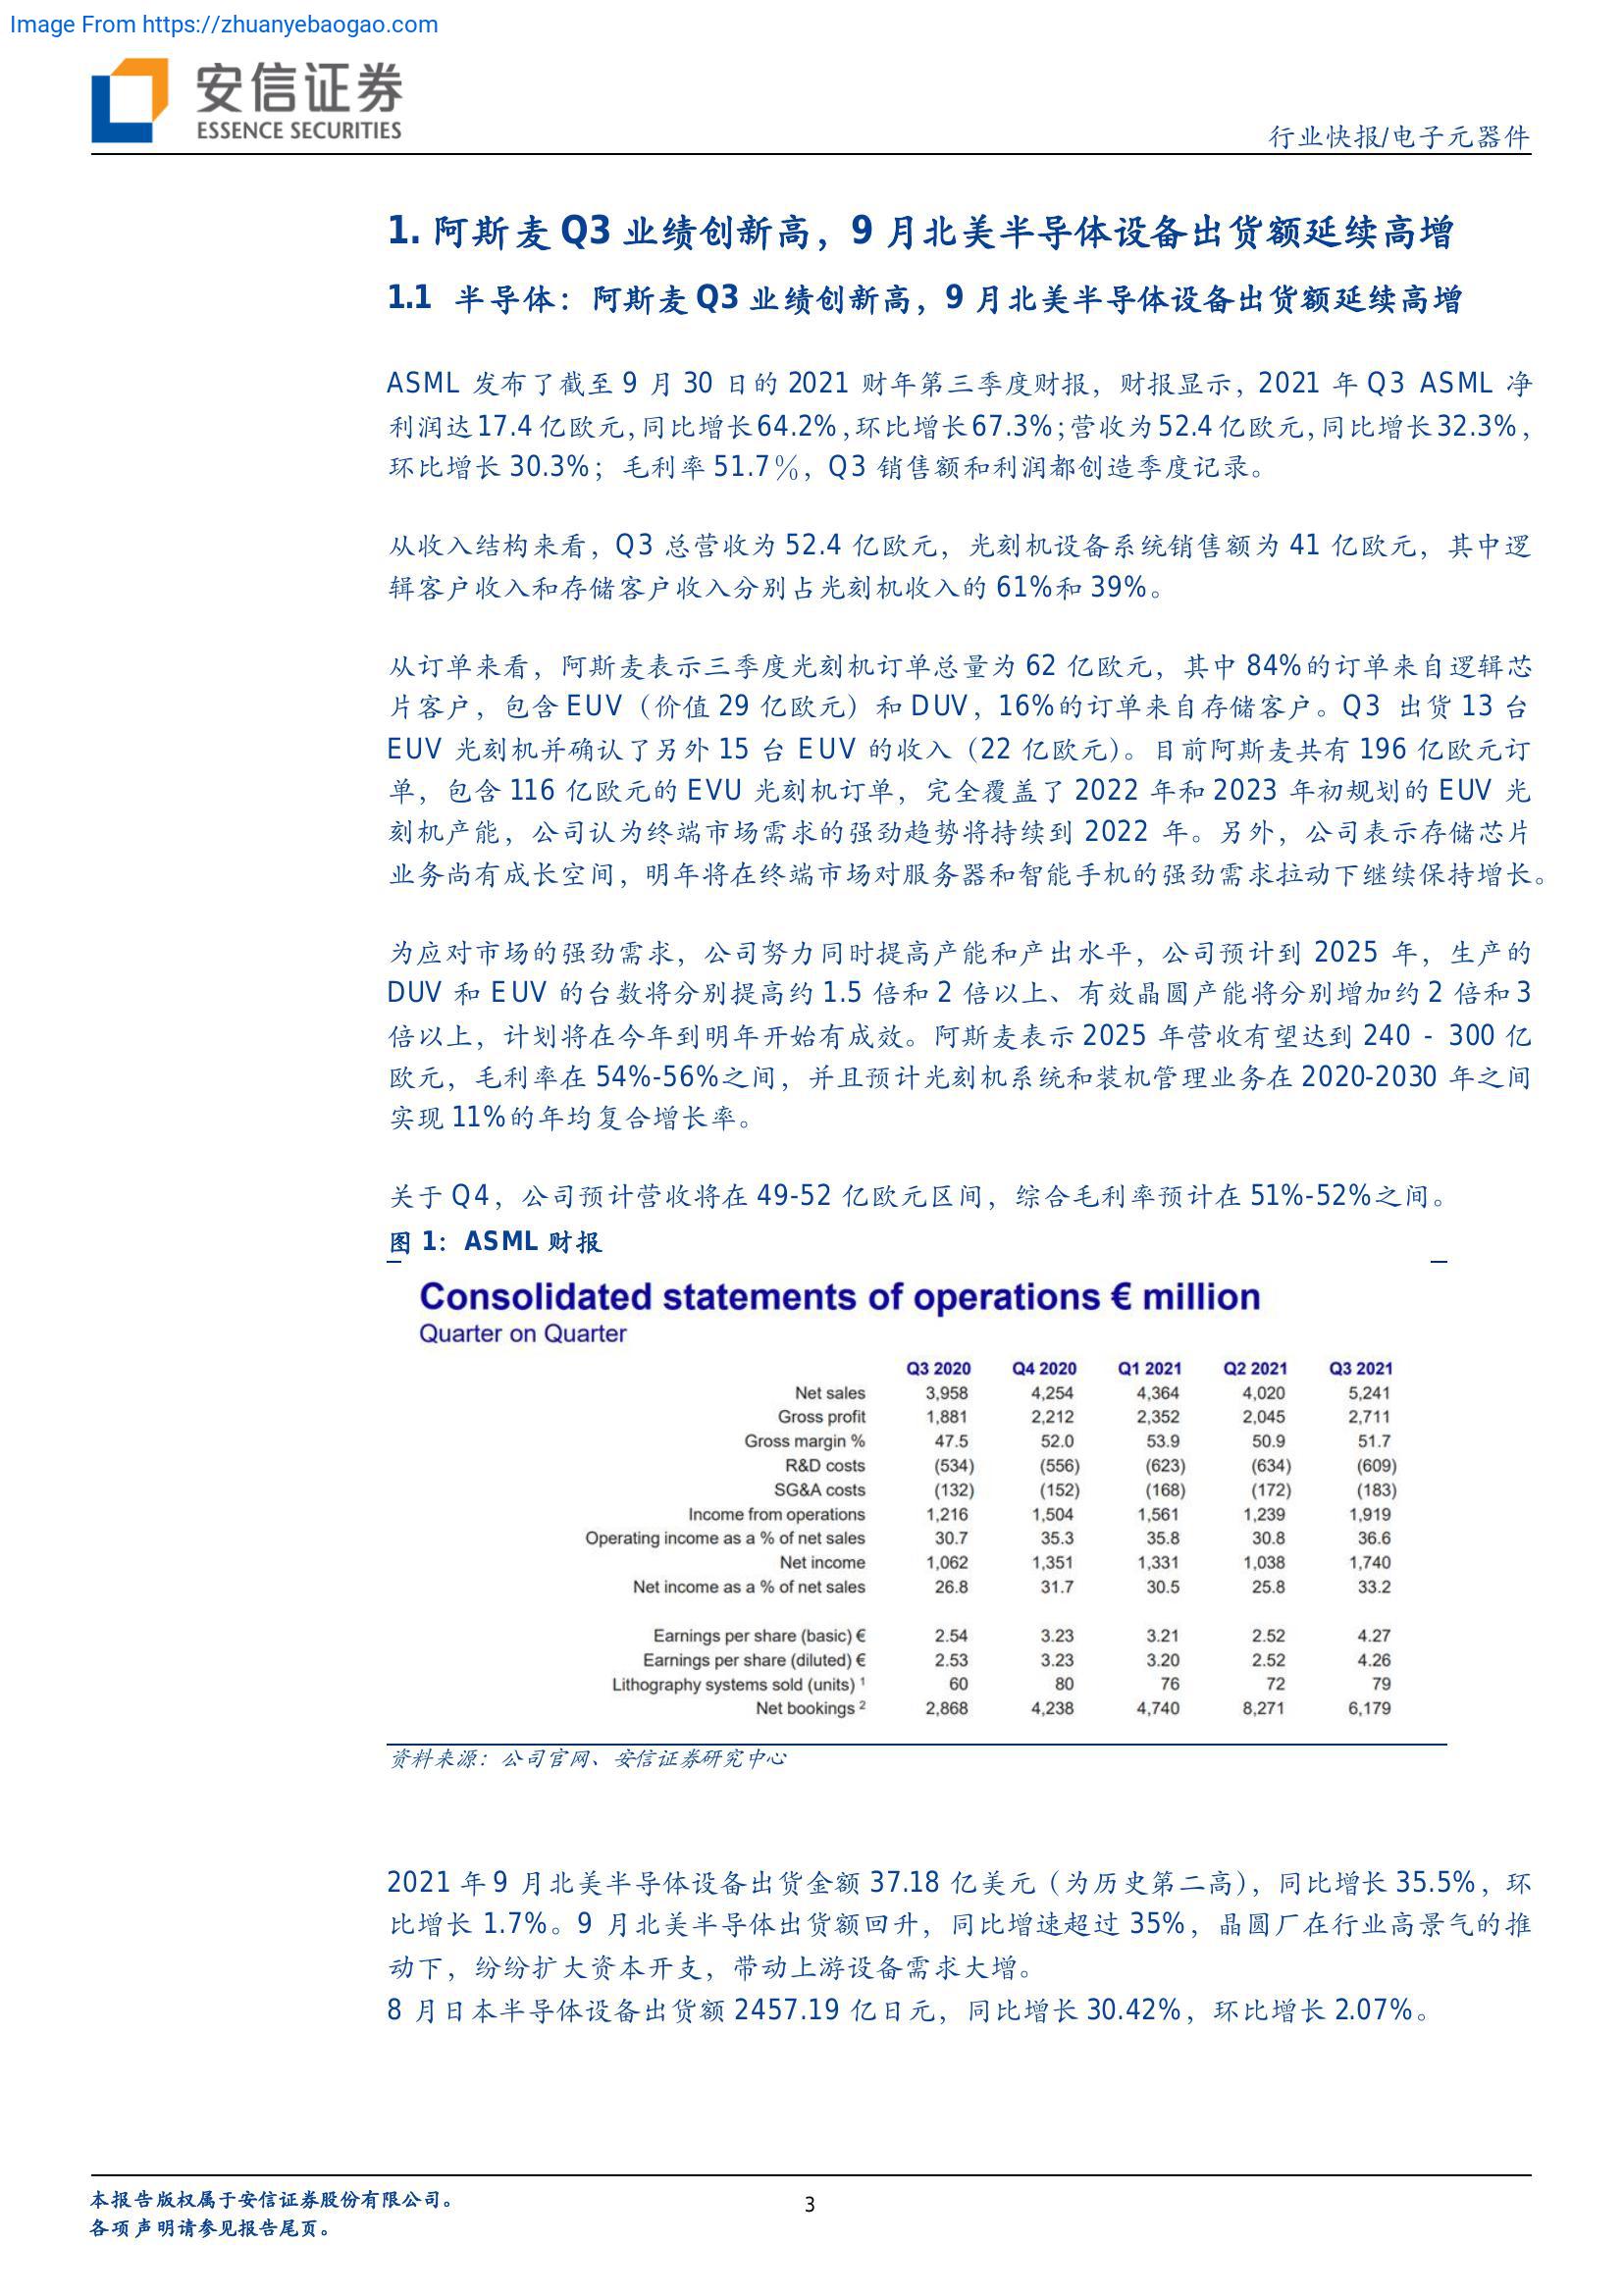 Image From https://zhuanyebaogao.com
安信证券
ESSENCE SECURITIES
行业快报/电子元器件
1. 阿斯麦 Q3 业绩创新高，9 月北美半导体设备出货额延续高增
1.1 半导体：阿斯麦 Q3 业绩创新高，9 月北美半导体设备出货额延续高增
ASML 发布了截至 9 月 30 日的 2021 财年第三季度财报，财报显示，2021 年 Q3 ASML 净
利润达 17.4 亿欧元，同比增长 64.2%，环比增长 67.3%；营收为 52.4 亿欧元，同比增长 32.3%，
环比增长 30.3%；毛利率 51.7％，Q3 销售额和利润都创造季度记录。
从收入结构来看，Q3 总营收为 52.4 亿欧元，光刻机设备系统销售额为 41 亿欧元，其中逻
辑客户收入和存储客户收入分别占光刻机收入的 61%和 39%。
从订单来看，阿斯麦表示三季度光刻机订单总量为 62 亿欧元，其中 84%的订单来自逻辑芯
片客户，包含 EUV（价值 29 亿欧元）和 DUV，16%的订单来自存储客户。Q3 出货 13 台
EUV 光刻机并确认了另外 15 台 EUV 的收入（22 亿欧元）。目前阿斯麦共有 196 亿欧元订
单，包含 116 亿欧元的 EVU 光刻机订单，完全覆盖了 2022 年和 2023 年初规划的 EUV 光
刻机产能，公司认为终端市场需求的强劲趋势将持续到 2022 年。另外，公司表示存储芯片
业务尚有成长空间，明年将在终端市场对服务器和智能手机的强劲需求拉动下继续保持增长。
为应对市场的强劲需求，公司努力同时提高产能和产出水平，公司预计到 2025 年，生产的
DUV 和 EUV 的台数将分别提高约 1.5 倍和 2 倍以上、有效晶圆产能将分别增加约 2 倍和 3
倍以上，计划将在今年到明年开始有成效。阿斯麦表示 2025 年营收有望达到 240 - 300 亿
欧元，毛利率在 54%-56%之间，并且预计光刻机系统和装机管理业务在 2020-2030 年之间
实现 11%的年均复合增长率。
关于 Q4，公司预计营收将在 49-52 亿欧元区间，综合毛利率预计在 51%-52%之间。
图 1：ASML 财报
Consolidated statements of operations € million
Quarter on Quarter
Q3 2020 Q4 2020 Q1 2021 Q2 2021 Q3 2021
Net sales 3,958 4,254 4,364 4,020 5,241
Gross profit 1,881 2,212 2,352 2,045 2,711
Gross margin % 47.5 52.0 53.9 50.9 51.7
R&D costs (534) (556) (623) (634) (609)
SG&A costs (132) (152) (168) (172) (183)
Income from operations 1,216 1,504 1,561 1,239 1,919
Operating income as a % of net sales 30.7 35.3 35.8 30.8 36.6
Net income 1,062 1,351 1,331 1,038 1,740
Net income as a % of net sales 26.8 31.7 30.5 25.8 33.2
Earnings per share (basic) € 2.54 3.23 3.21 2.52 4.27
Earnings per share (diluted) € 2.53 3.23 3.20 2.52 4.26
Lithography systems sold (units) ¹ 60 80 76 72 79
Net bookings ² 2,868 4,238 4,740 8,271 6,179
资料来源：公司官网、安信证券研究中心
2021 年 9 月北美半导体设备出货金额 37.18 亿美元（为历史第二高），同比增长 35.5%，环
比增长 1.7%。9 月北美半导体出货额回升，同比增速超过 35%，晶圆厂在行业高景气的推
动下，纷纷扩大资本开支，带动上游设备需求大增。
8 月日本半导体设备出货额 2457.19 亿日元，同比增长 30.42%，环比增长 2.07%。
本报告版权属于安信证券股份有限公司。
3
各项声明请参见报告尾页。